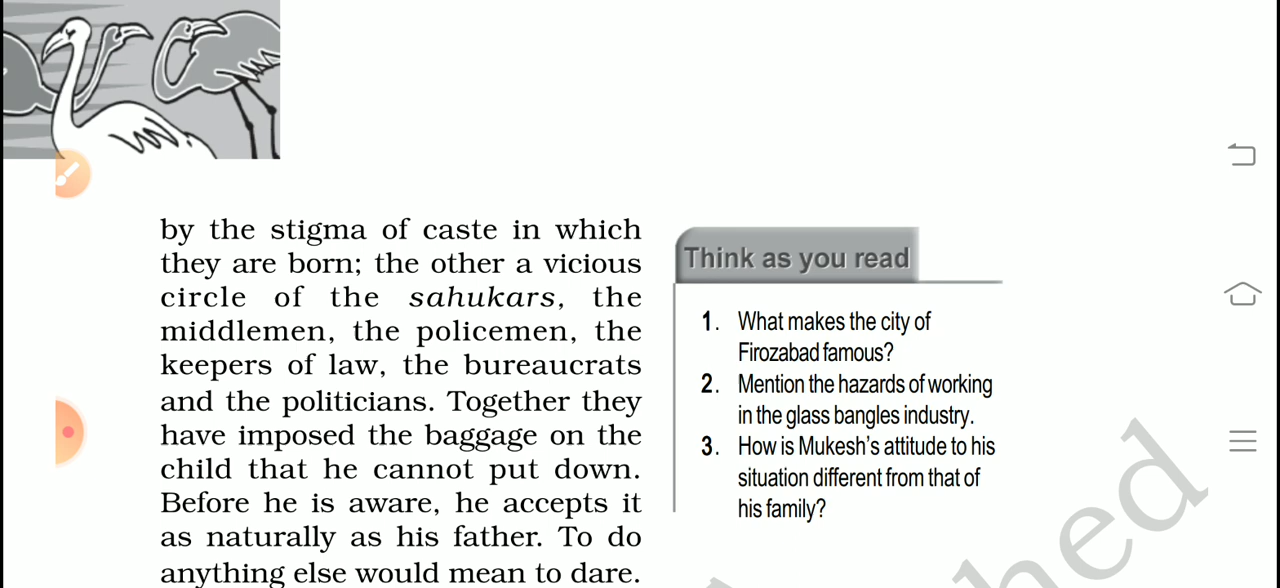 by the stigma of caste in which
they are born; the other a vicious
circle of the sahukars, the
middlemen, the policemen, the
keepers of law, the bureaucrats
and the politicians. Together they
have imposed the baggage on the
child that he cannot put down.
Before he is aware, he accepts it
as naturally as his father. To do
anything else would mean to dare.
Think as you read
1. What makes the city of
Firozabad famous?
2. Mention the hazards of working
in the glass bangles industry.
3. How is Mukesh’s attitude to his
situation different from that of
his family?
hed